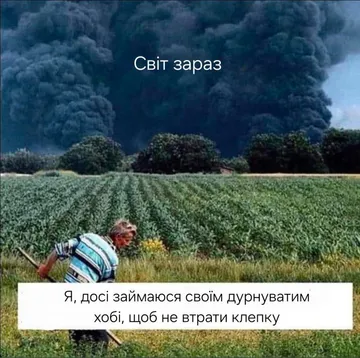 Світ зараз
Я, досі займаюся своїм дурнуватим
хобі, щоб не втрати клепку